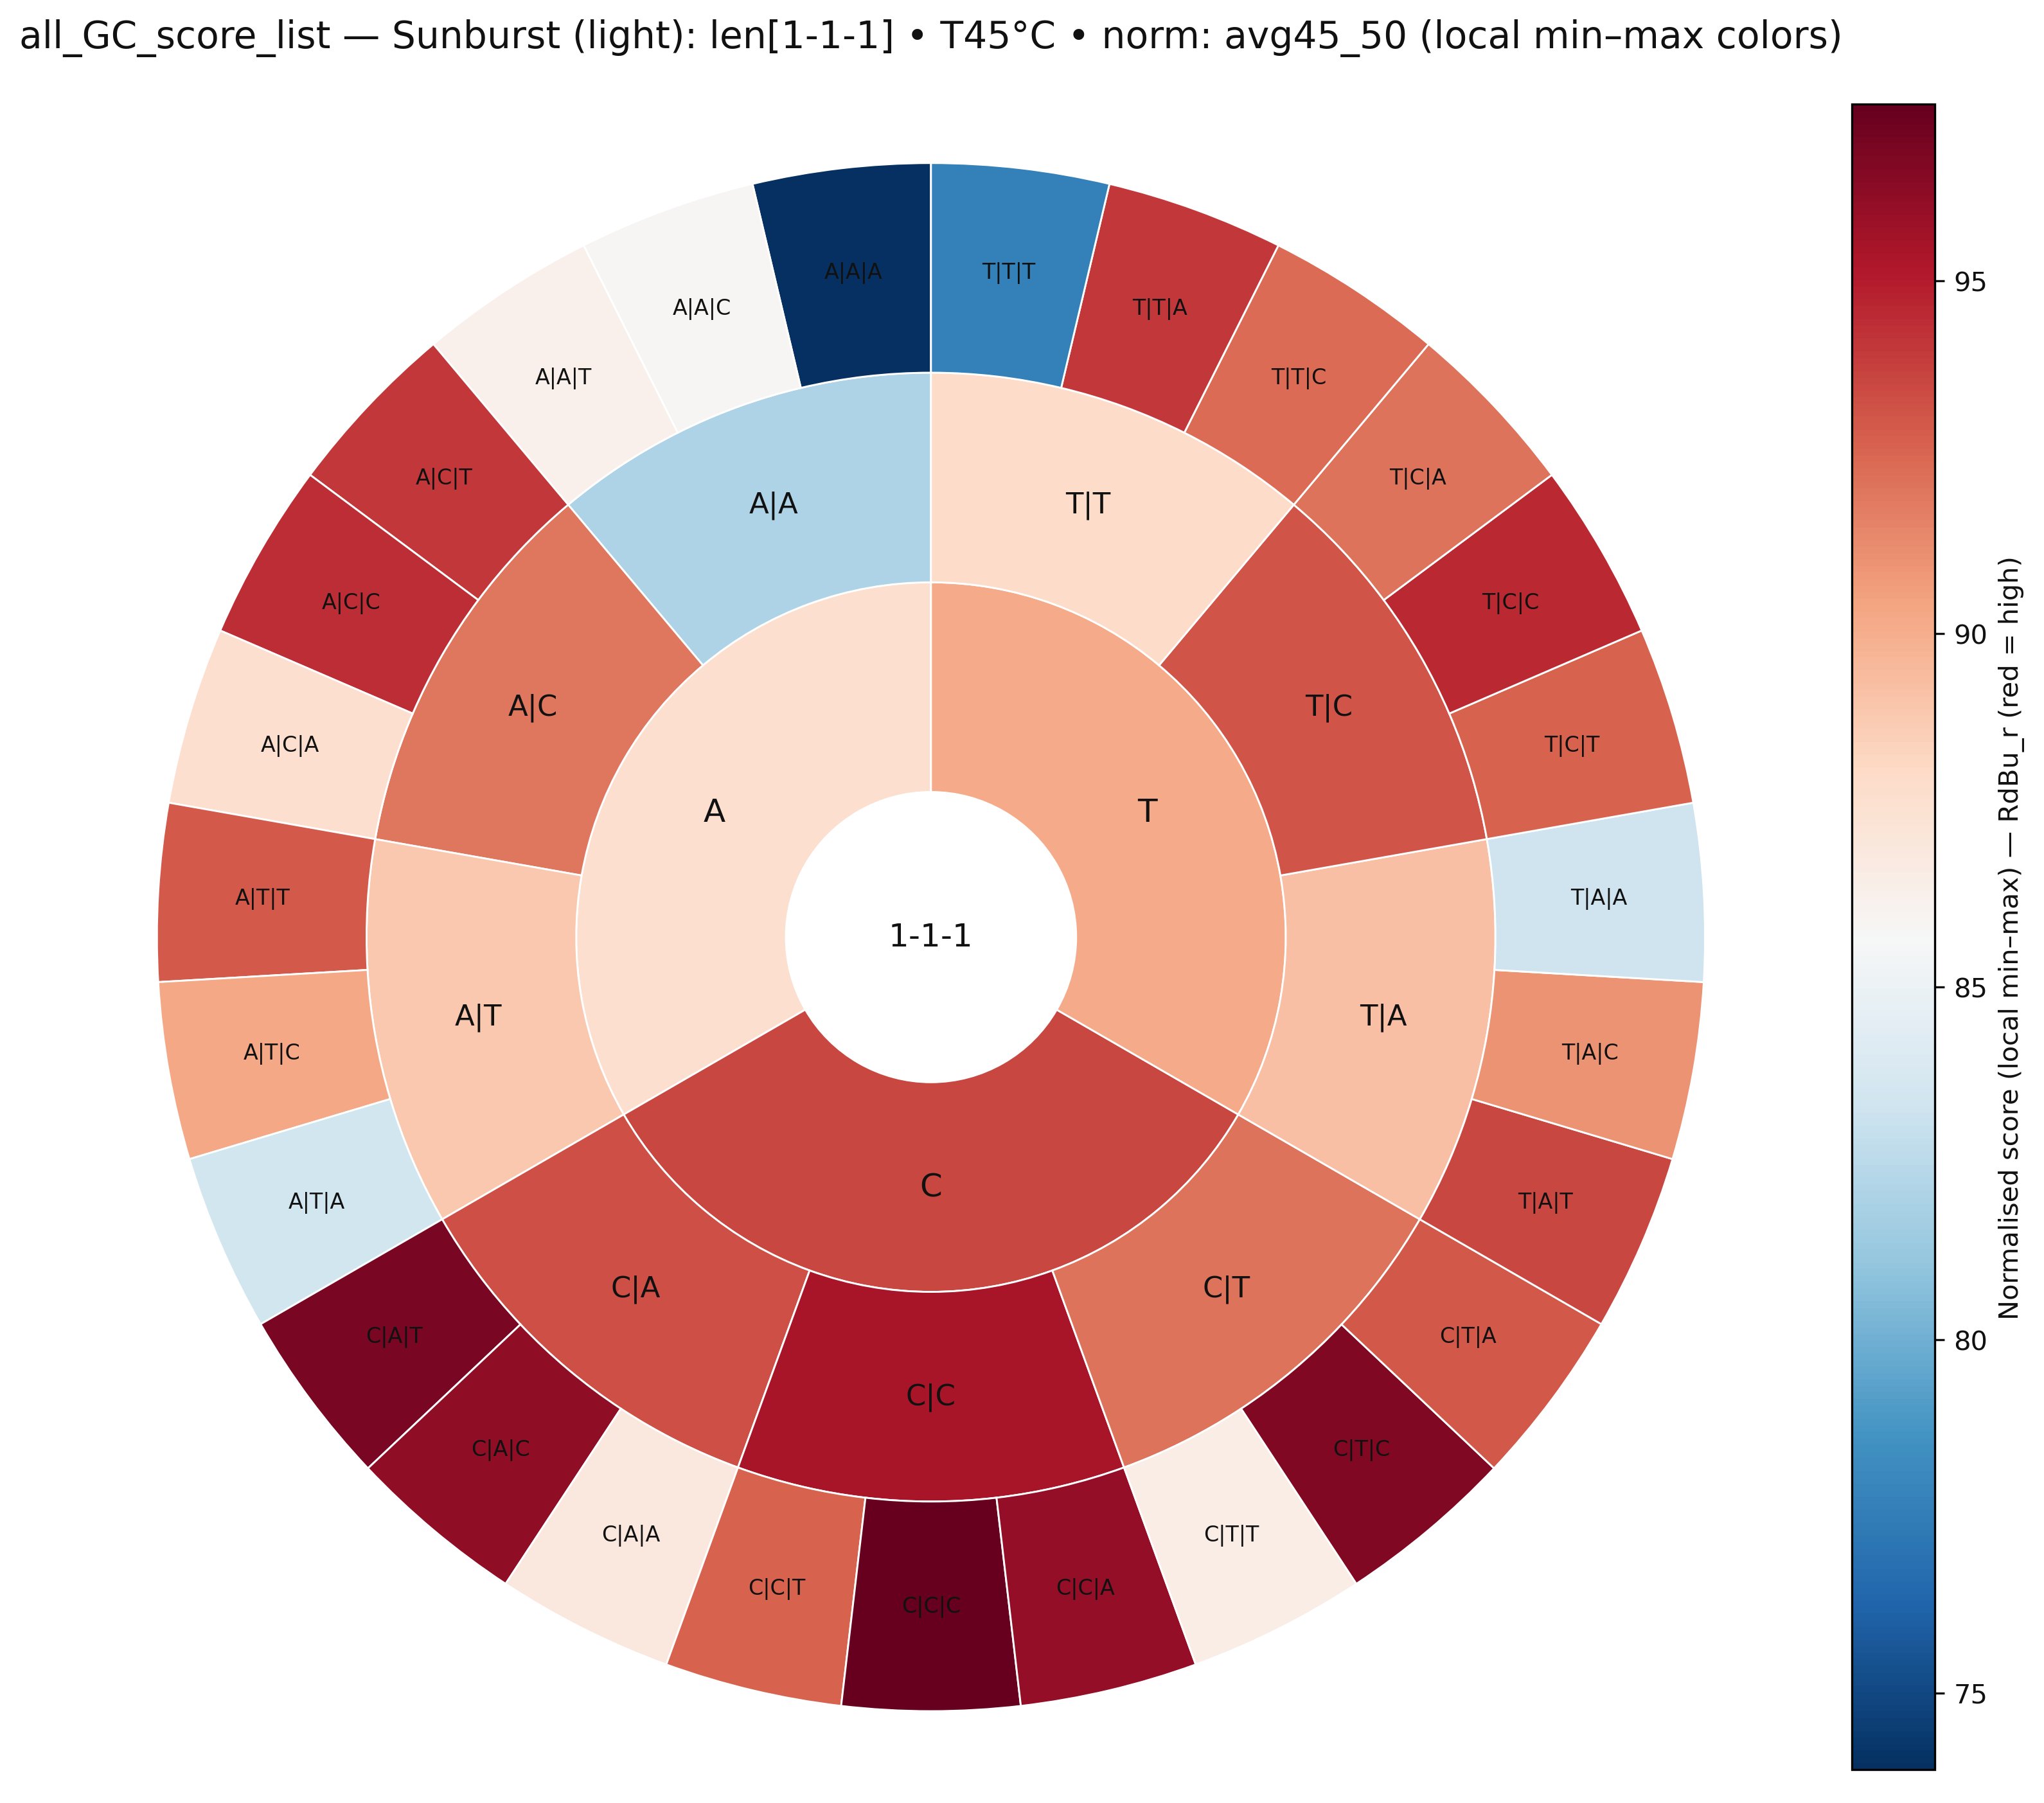 all_GC_score_list — Sunburst (light): len[1-1-1] • T45°C • norm: avg45_50 (local min–max colors)
A|A|A
T|T|T
A|A|C
T|T|A
A|A|T
T|T|C
A|C|T
T|C|A
A|A
T|T
A|C|C
T|C|C
A|C
T|C
A|C|A
T|C|T
A
T
A|T|T
T|A|A
1-1-1
A|T
T|A
A|T|C
T|A|C
A|T|A
T|A|T
C
C|A
C|T
C|A|T
C|T|A
C|C
C|A|C
C|T|C
C|A|A
C|T|T
C|C|T
C|C|C
C|C|A
95
90
85
80
75
Normalised score (local min–max) — RdBu_r (red = high)